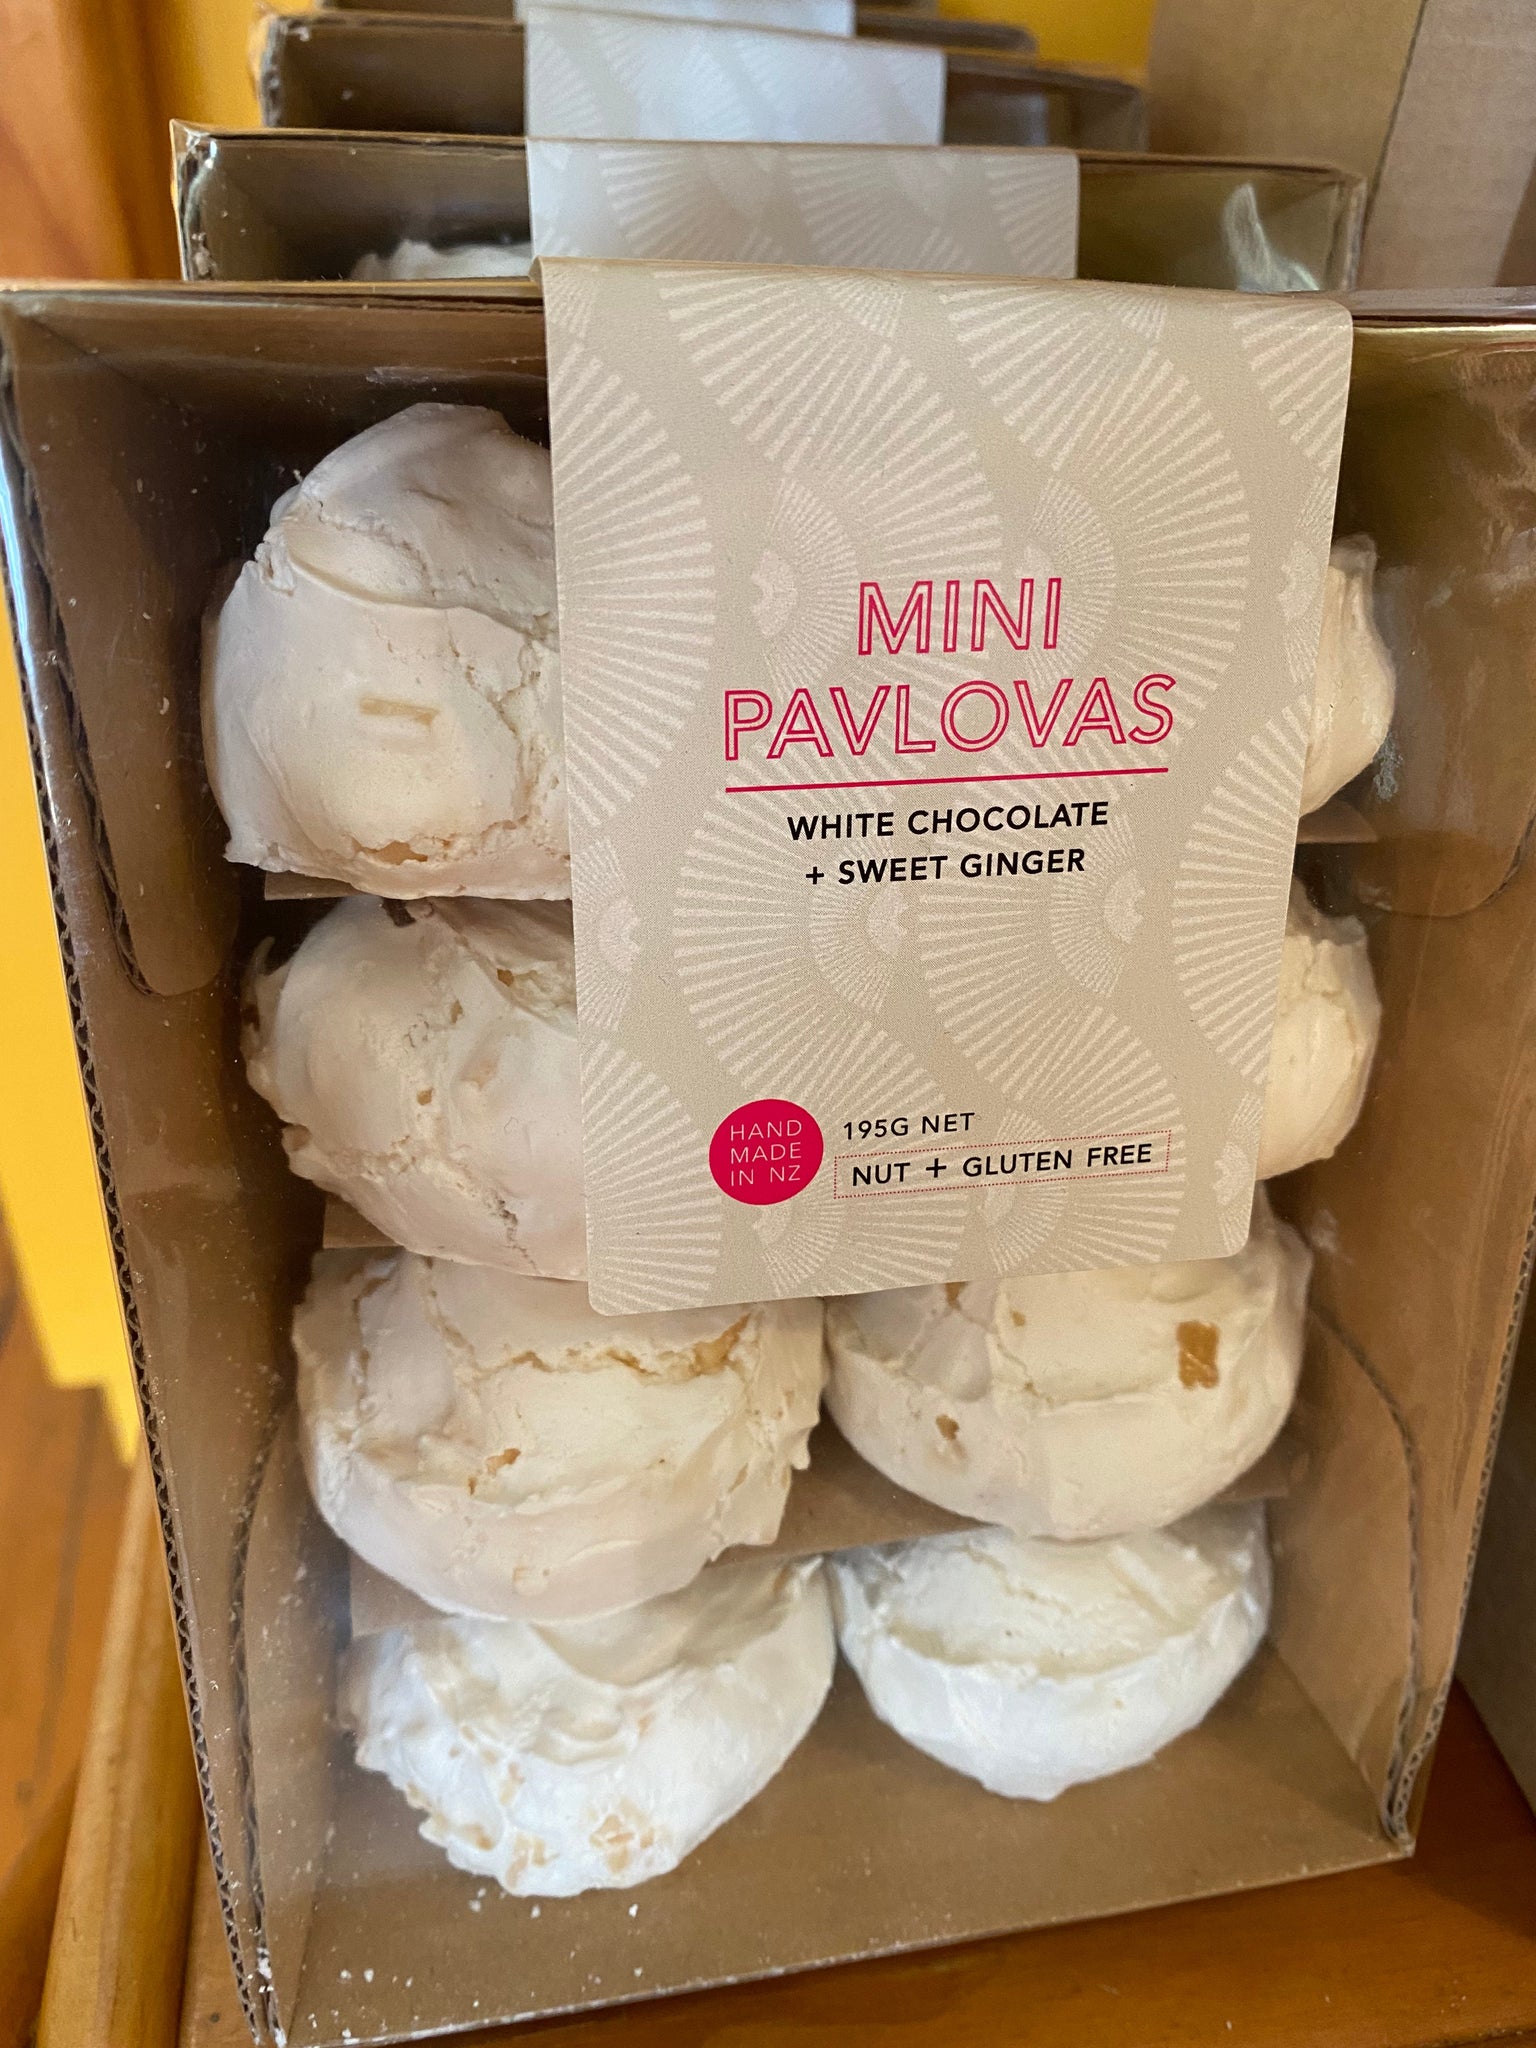 MINI
PAVLOVAS
WHITE CHOCOLATE
+ SWEET GINGER
HAND
MADE
IN NZ
195G NET
NUT + GLUTEN FREE